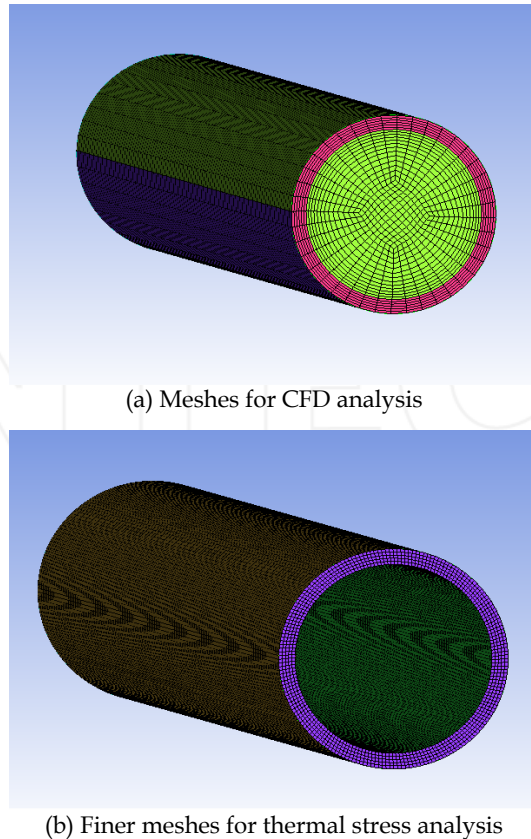 (a) Meshes for CFD analysis
(b) Finer meshes for thermal stress analysis